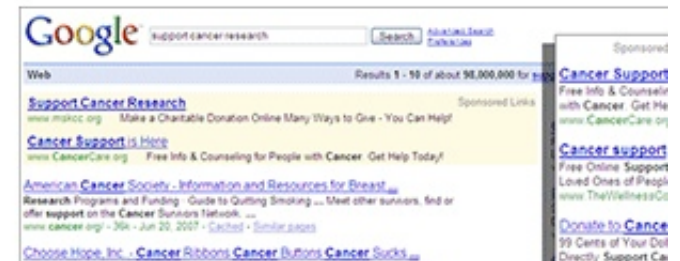 Google support cancer research Search Advanced Search
Preferences
Web Results 1 - 10 of about 98,000,000 for
Support Cancer Research Sponsored Links
www.mskcc.org Make a Charitable Donation Online Many Ways to Give - You Can Help!
Cancer Support is Here
www.CancerCare.org Free Info & Counseling for People with Cancer Get Help Today!
American Cancer Society - Information and Resources for Breast ...
Research Programs and Funding · Guide to Quitting Smoking ... Meet other survivors, find or
offer support on the Cancer Survivors Network. ...
www.cancer.org/ - 36k - Jun 20, 2007 - Cached - Similar pages
Choose Hope, Inc. - Cancer Ribbons Cancer Buttons Cancer Sucks ...
Sponsored
Cancer Support
Free Info & Counselin
with Cancer. Get He
www.CancerCare.org
Cancer support
Free Online Support
Loved Ones of People
www.TheWellnessCo
Donate to Cance
99 Cents of Your Dol
Directly Support Can